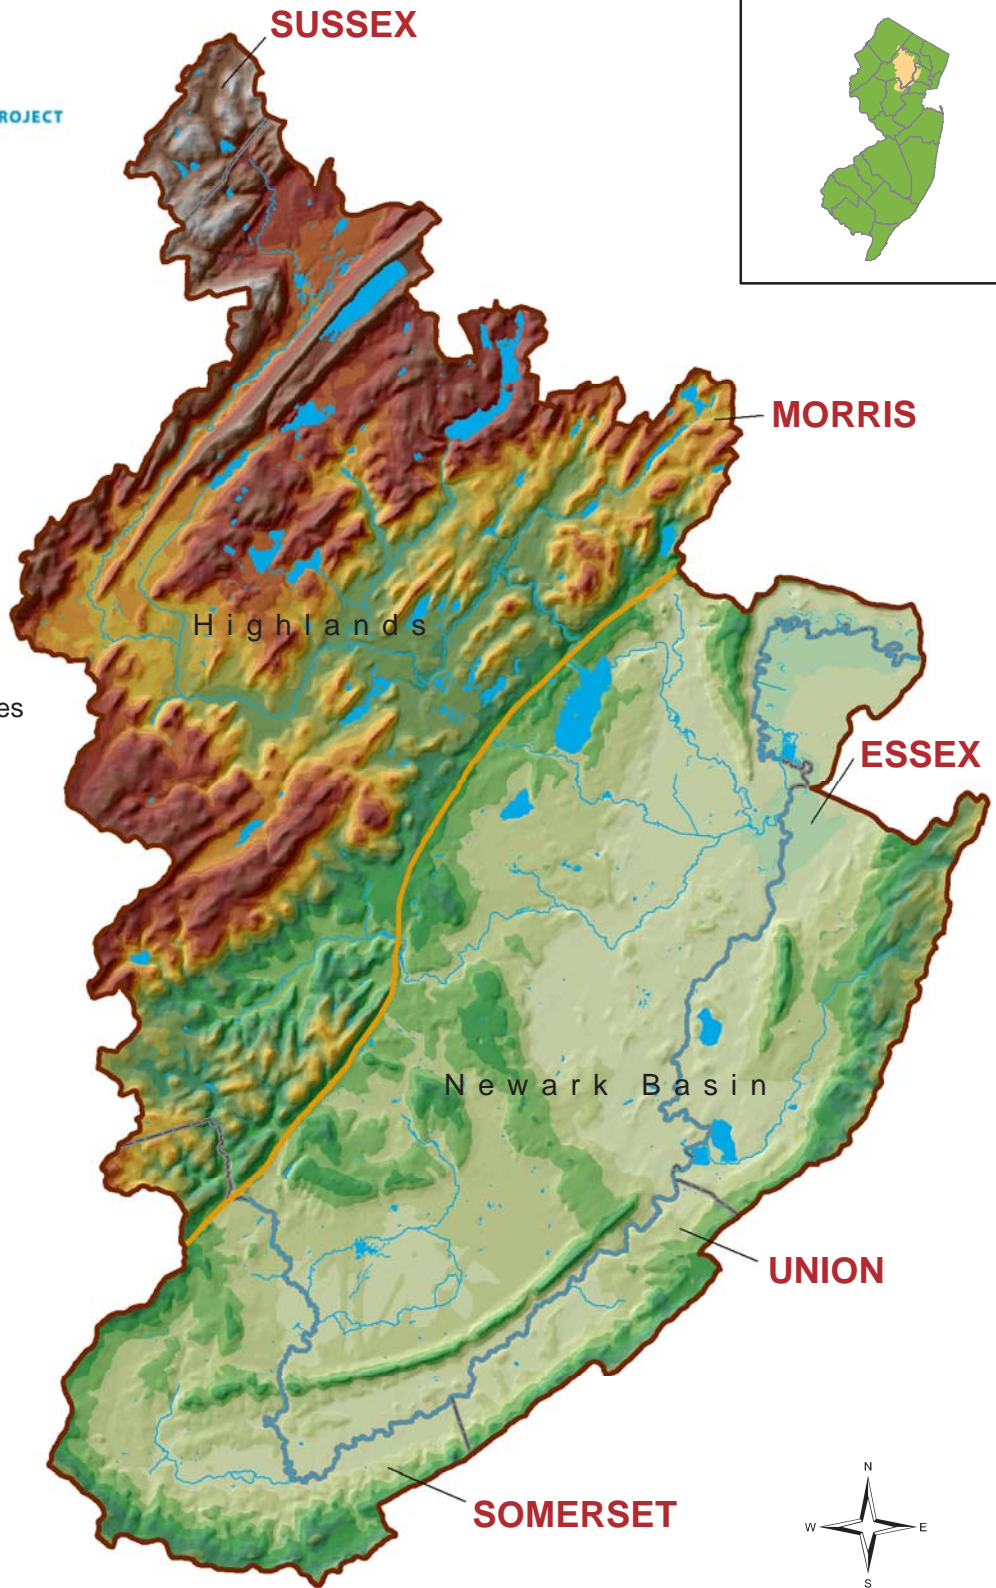 SUSSEX
ROJECT
MORRIS
Highlands
es
ESSEX
Newark Basin
UNION
SOMERSET
N
W
E
S